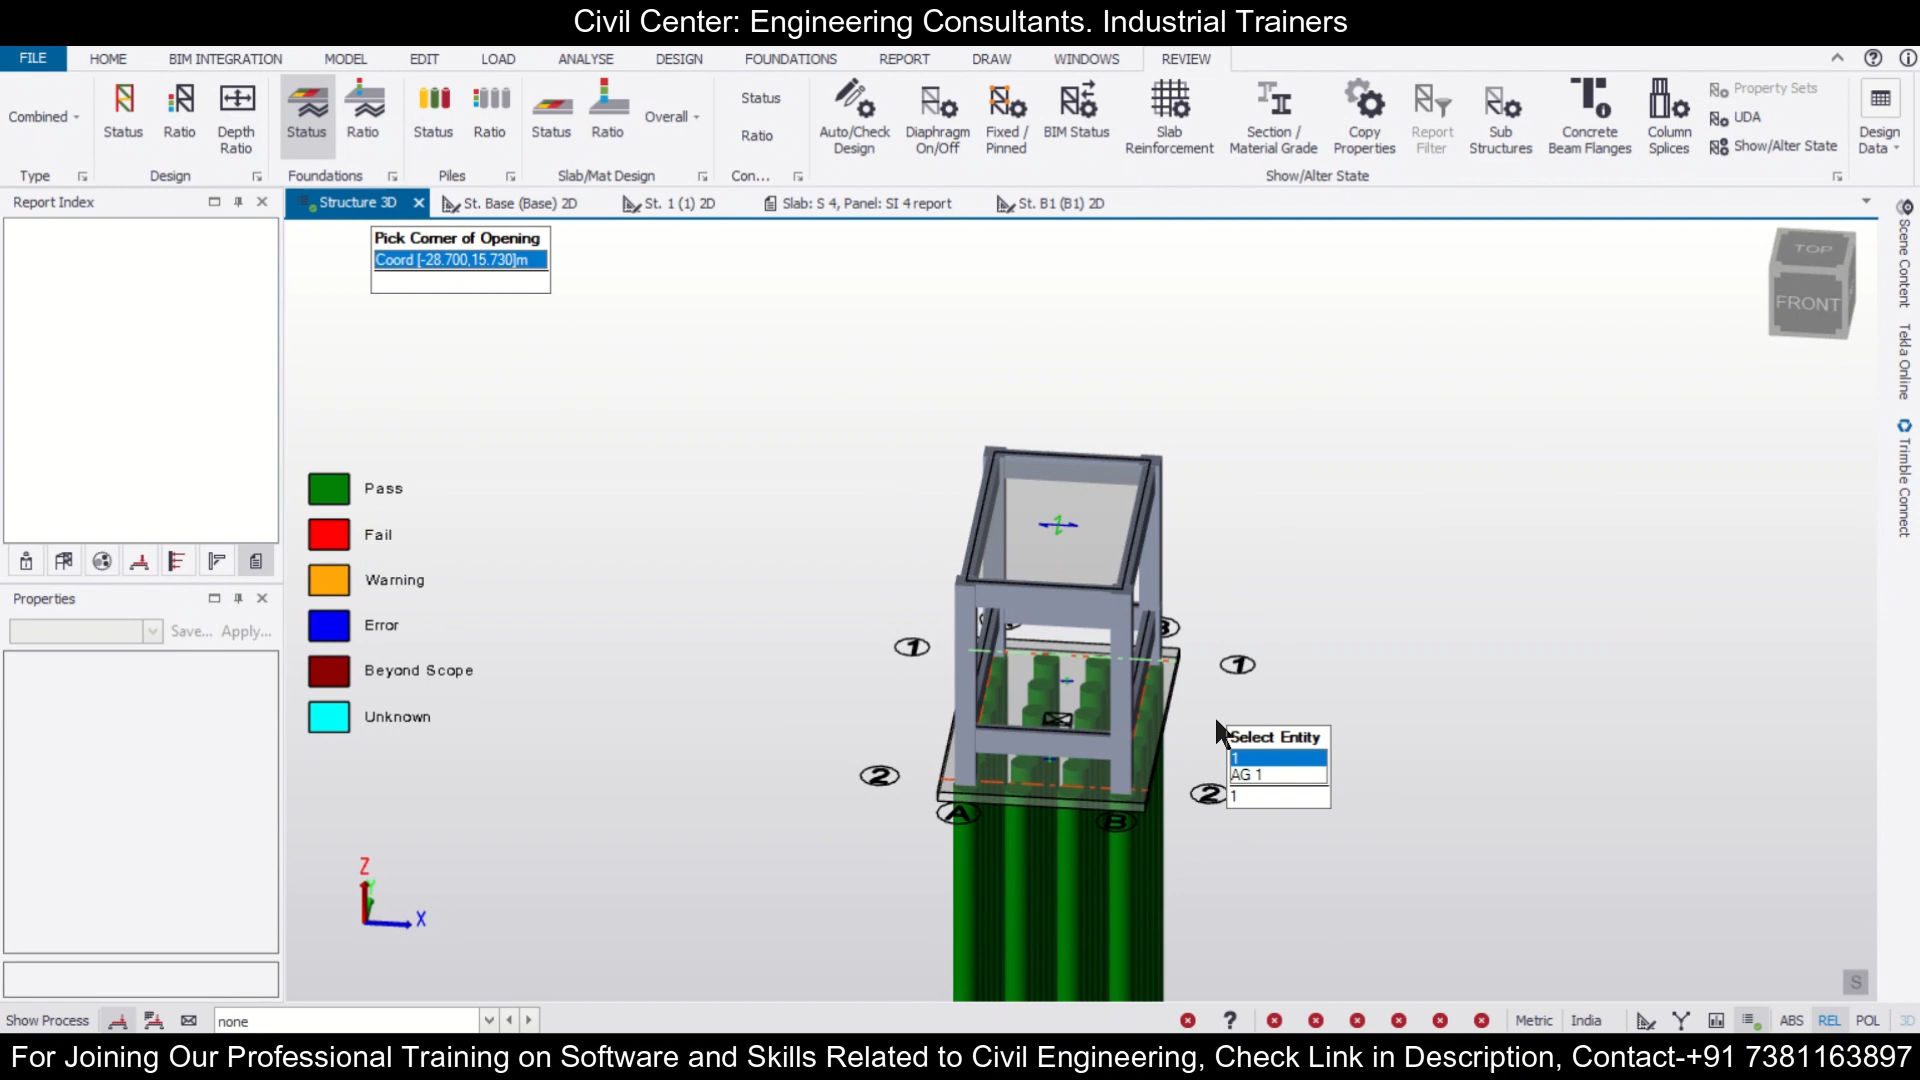 Civil Center: Engineering Consultants. Industrial Trainers
FILE HOME BIM INTEGRATION MODEL EDIT LOAD ANALYSE DESIGN FOUNDATIONS REPORT DRAW WINDOWS REVIEW
Combined
Type
Status Ratio Depth Ratio
Design
Status Ratio
Foundations
Status Ratio
Piles
Status Ratio Overall
Slab/Mat Design
Status
Ratio
Con...
Auto/Check Design
Diaphragm On/Off
Fixed / Pinned
BIM Status
Slab Reinforcement
Section / Material Grade
Copy Properties
Report Filter
Sub Structures
Concrete Beam Flanges
Column Splices
Property Sets
UDA
Show/Alter State
Show/Alter State
Design Data
Report Index
Structure 3D
St. Base (Base) 2D
St. 1 (1) 2D
Slab: S 4, Panel: SI 4 report
St. B1 (B1) 2D
Pick Corner of Opening
Coord [-28.700,15.730]m
TOP
FRONT
Scene Content
Tekla Online
Trimble Connect
Pass
Fail
Warning
Error
Beyond Scope
Unknown
Properties
Save... Apply...
1
1
2
2
A
B
B
Select Entity
1
AG 1
1
Z
Y
X
S
Show Process
none
? Metric India ABS REL POL 3D
For Joining Our Professional Training on Software and Skills Related to Civil Engineering, Check Link in Description, Contact-+91 7381163897